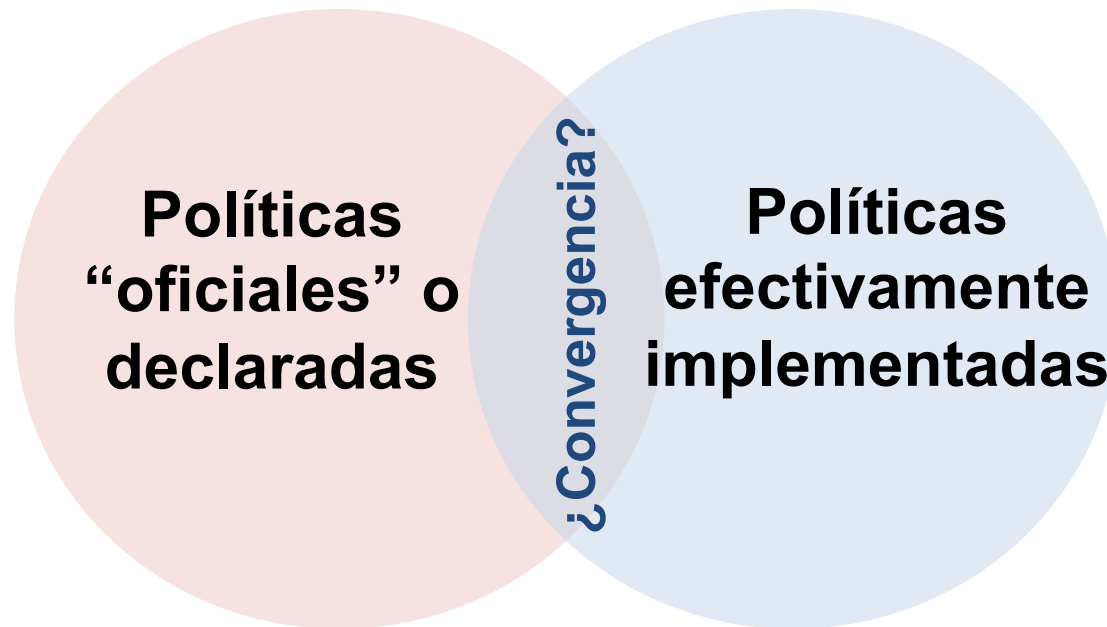 Políticas
“oficiales” o
declaradas
¿Convergencia?
Políticas
efectivamente
implementadas